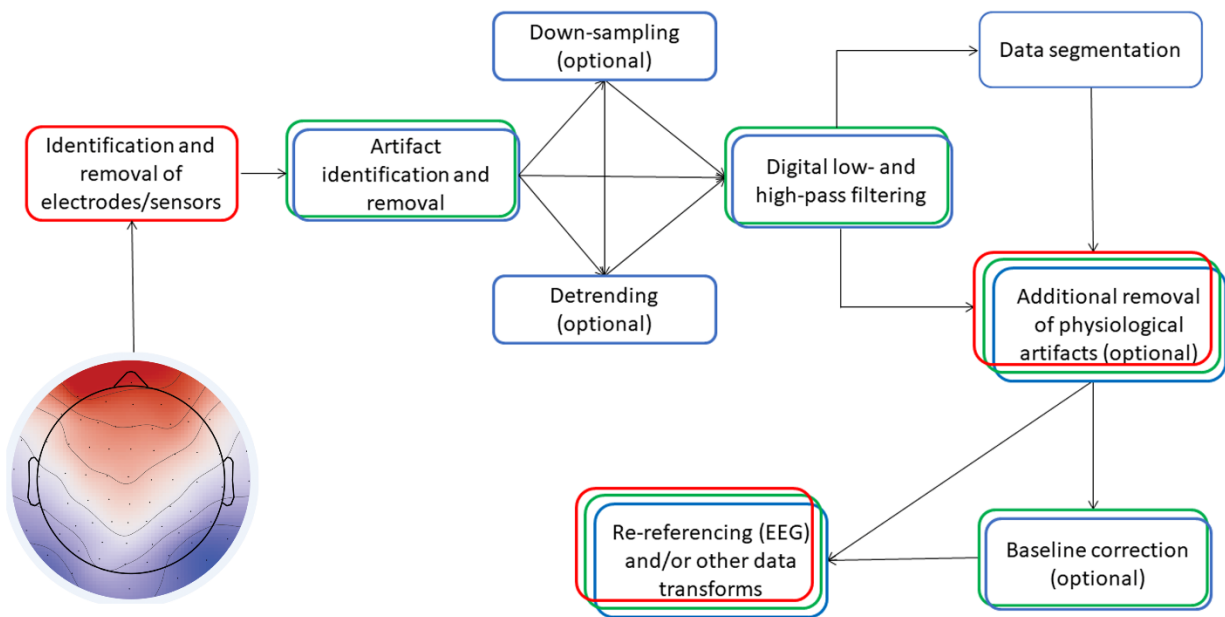 Identification and
removal of
electrodes/sensors
Artifact
identification and
removal
Down-sampling
(optional)
Detrending
(optional)
Digital low- and
high-pass filtering
Data segmentation
Additional removal
of physiological
artifacts (optional)
Baseline correction
(optional)
Re-referencing (EEG)
and/or other data
transforms